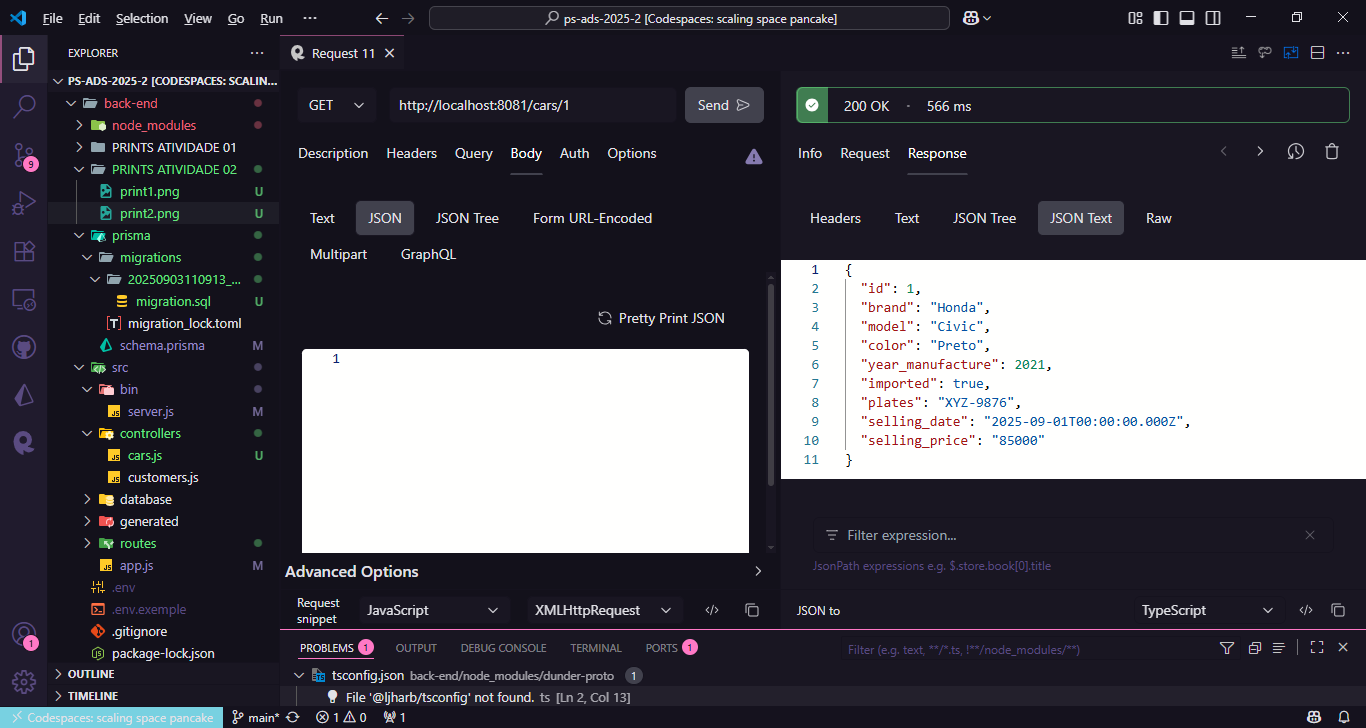 File Edit Selection View Go Run ··· ps-ads-2025-2 [Codespaces: scaling space pancake]
EXPLORER ···
PS-ADS-2025-2 [CODESPACES: SCALIN...
back-end
node_modules
PRINTS ATIVIDADE 01
PRINTS ATIVIDADE 02
print1.png U
print2.png U
prisma
migrations
20250903110913_...
migration.sql U
migration_lock.toml
schema.prisma M
src
bin
server.js M
controllers
cars.js U
customers.js
database
generated
routes
app.js M
.env
.env.exemple
.gitignore
package-lock.json
OUTLINE
TIMELINE
9
1
Request 11
GET http://localhost:8081/cars/1 Send
Description Headers Query Body Auth Options
Text JSON JSON Tree Form URL-Encoded
Multipart GraphQL
Pretty Print JSON
1
Advanced Options
Request snippet JavaScript XMLHttpRequest
200 OK · 566 ms
Info Request Response
Headers Text JSON Tree JSON Text Raw
1 {
2 "id": 1,
3 "brand": "Honda",
4 "model": "Civic",
5 "color": "Preto",
6 "year_manufacture": 2021,
7 "imported": true,
8 "plates": "XYZ-9876",
9 "selling_date": "2025-09-01T00:00:00.000Z",
10 "selling_price": "85000"
11 }
Filter expression...
JsonPath expressions e.g. $.store.book[0].title
JSON to TypeScript
PROBLEMS 1 OUTPUT DEBUG CONSOLE TERMINAL PORTS 1 Filter (e.g. text, **/*.ts, !**/node_modules/**)
tsconfig.json back-end/node_modules/dunder-proto 1
File '@ljharb/tsconfig' not found. ts [Ln 2, Col 13]
Codespaces: scaling space pancake main* 1 0 1